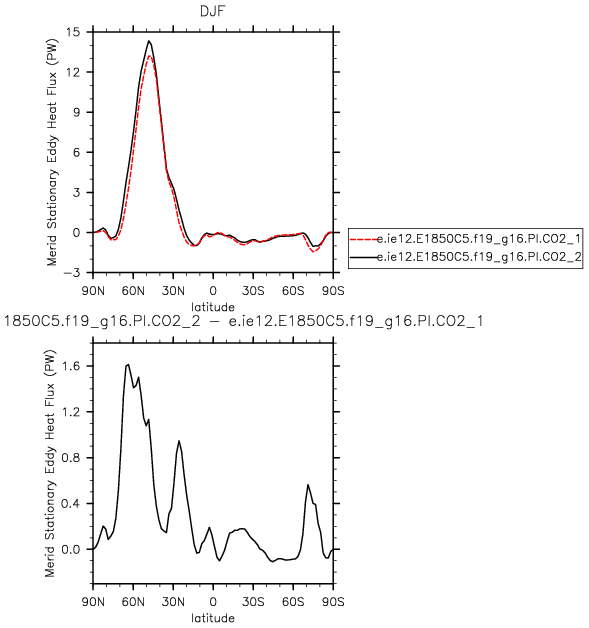 DJF
Merid Stationary Eddy Heat Flux (PW)
15
12
9
6
3
0
−3
90N 60N 30N 0 30S 60S 90S
latitude
e.ie12.E1850C5.f19_g16.PI.CO2_1
e.ie12.E1850C5.f19_g16.PI.CO2_2
1850C5.f19_g16.PI.CO2_2 − e.ie12.E1850C5.f19_g16.PI.CO2_1
Merid Stationary Eddy Heat Flux (PW)
1.6
1.2
0.8
0.4
0.0
90N 60N 30N 0 30S 60S 90S
latitude